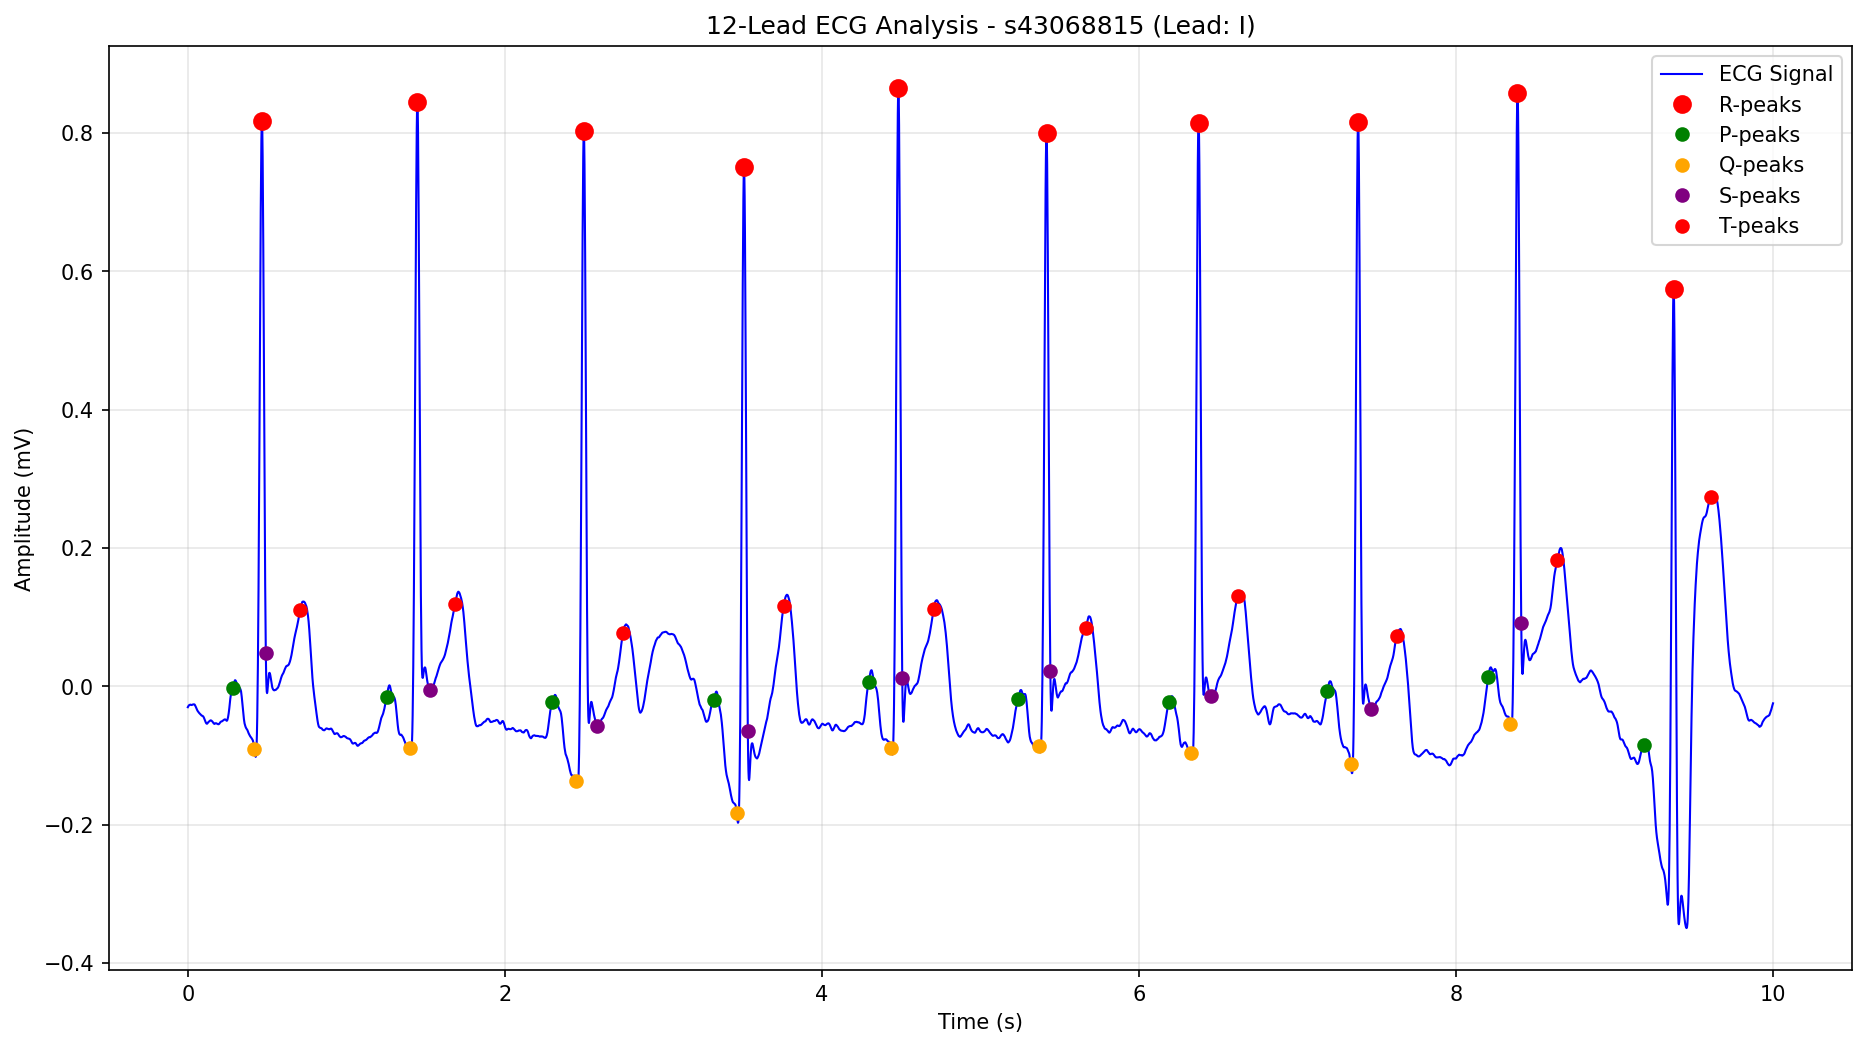 12-Lead ECG Analysis - s43068815 (Lead: I)
ECG Signal
R-peaks
P-peaks
Q-peaks
S-peaks
T-peaks
Amplitude (mV)
0.8
0.6
0.4
0.2
0.0
−0.2
−0.4
0 2 4 6 8 10
Time (s)